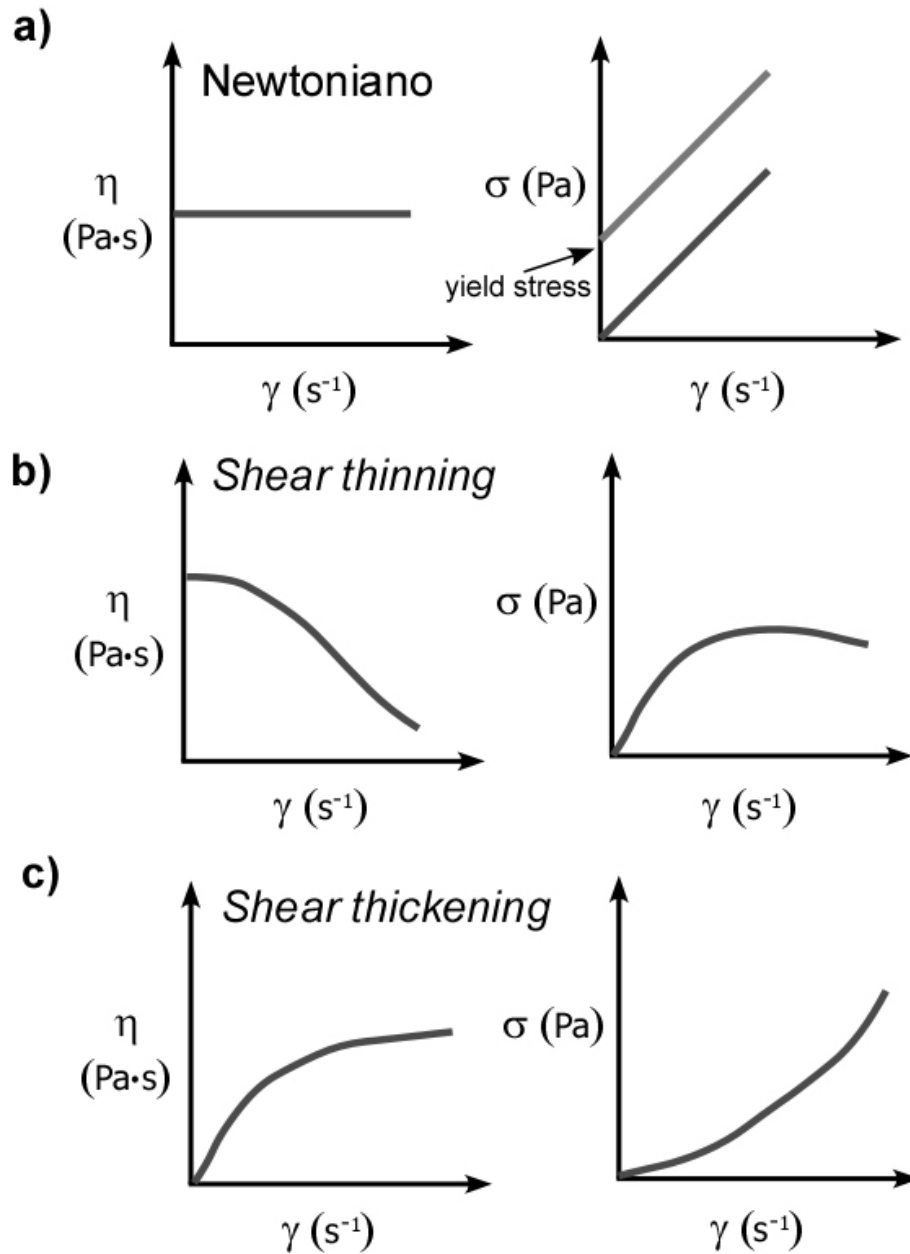 a)
Newtoniano
η
(Pa•s)
γ (s⁻¹)
σ (Pa)
yield stress
γ (s⁻¹)
b)
Shear thinning
η
(Pa•s)
γ (s⁻¹)
σ (Pa)
γ (s⁻¹)
c)
Shear thickening
η
(Pa•s)
γ (s⁻¹)
σ (Pa)
γ (s⁻¹)